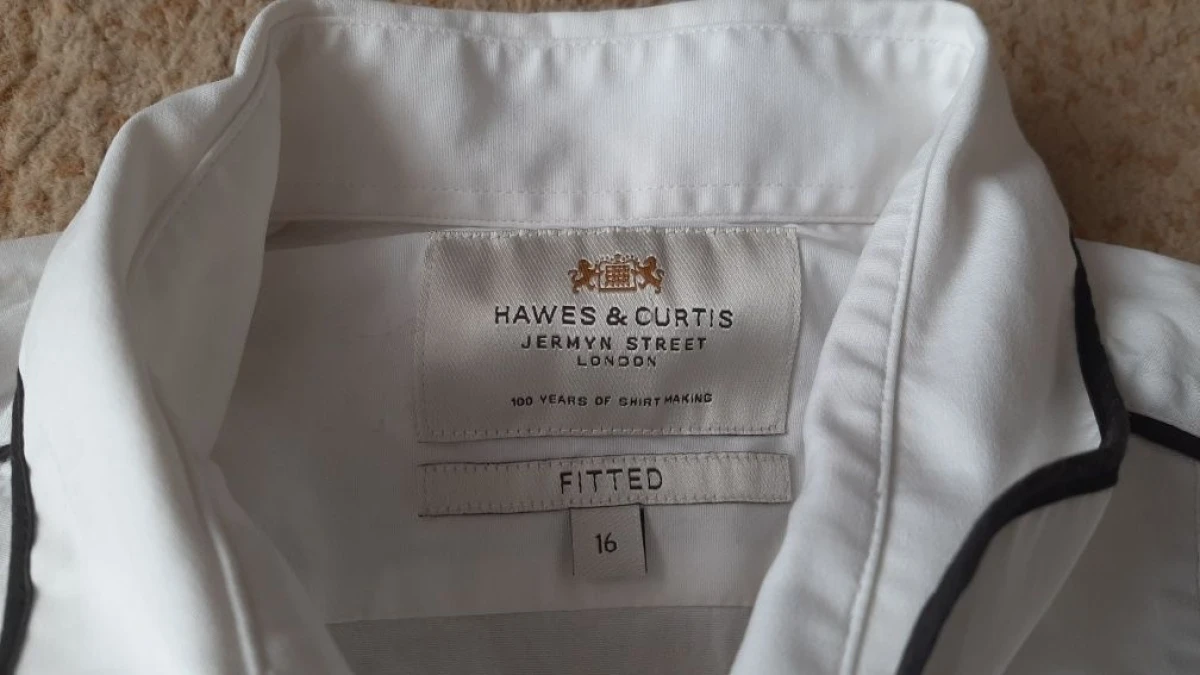 HAWES & CURTIS
JERMYN STREET
LONDON
100 YEARS OF SHIRT MAKING
FITTED
16